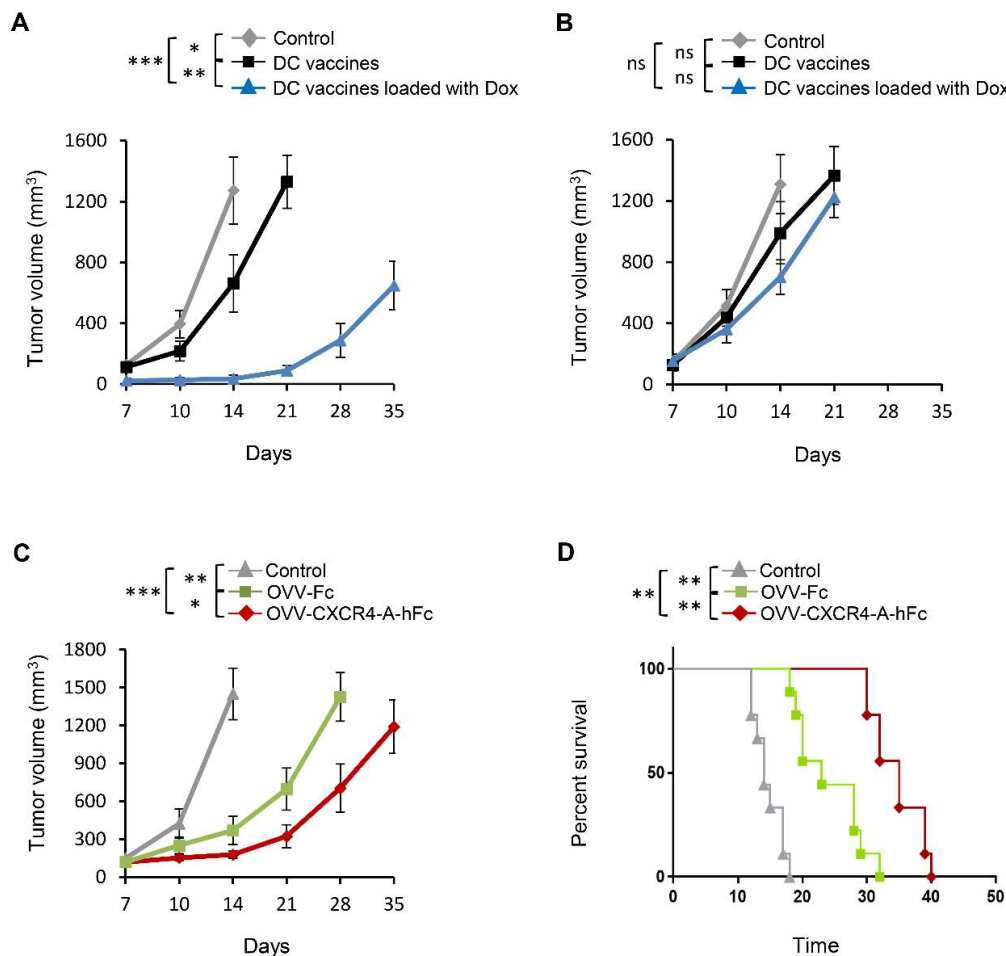 A
*** * ** Control
DC vaccines
DC vaccines loaded with Dox
Tumor volume (mm³)
1600
1200
800
400
0
7 10 14 21 28 35
Days
B
ns ns ns Control
DC vaccines
DC vaccines loaded with Dox
Tumor volume (mm³)
1600
1200
800
400
0
7 10 14 21 28 35
Days
C
*** ** * Control
OVV-Fc
OVV-CXCR4-A-hFc
Tumor volume (mm³)
1800
1500
1200
900
600
300
0
7 10 14 21 28 35
Days
D
** ** ** Control
OVV-Fc
OVV-CXCR4-A-hFc
Percent survival
100
50
0
0 10 20 30 40 50
Time